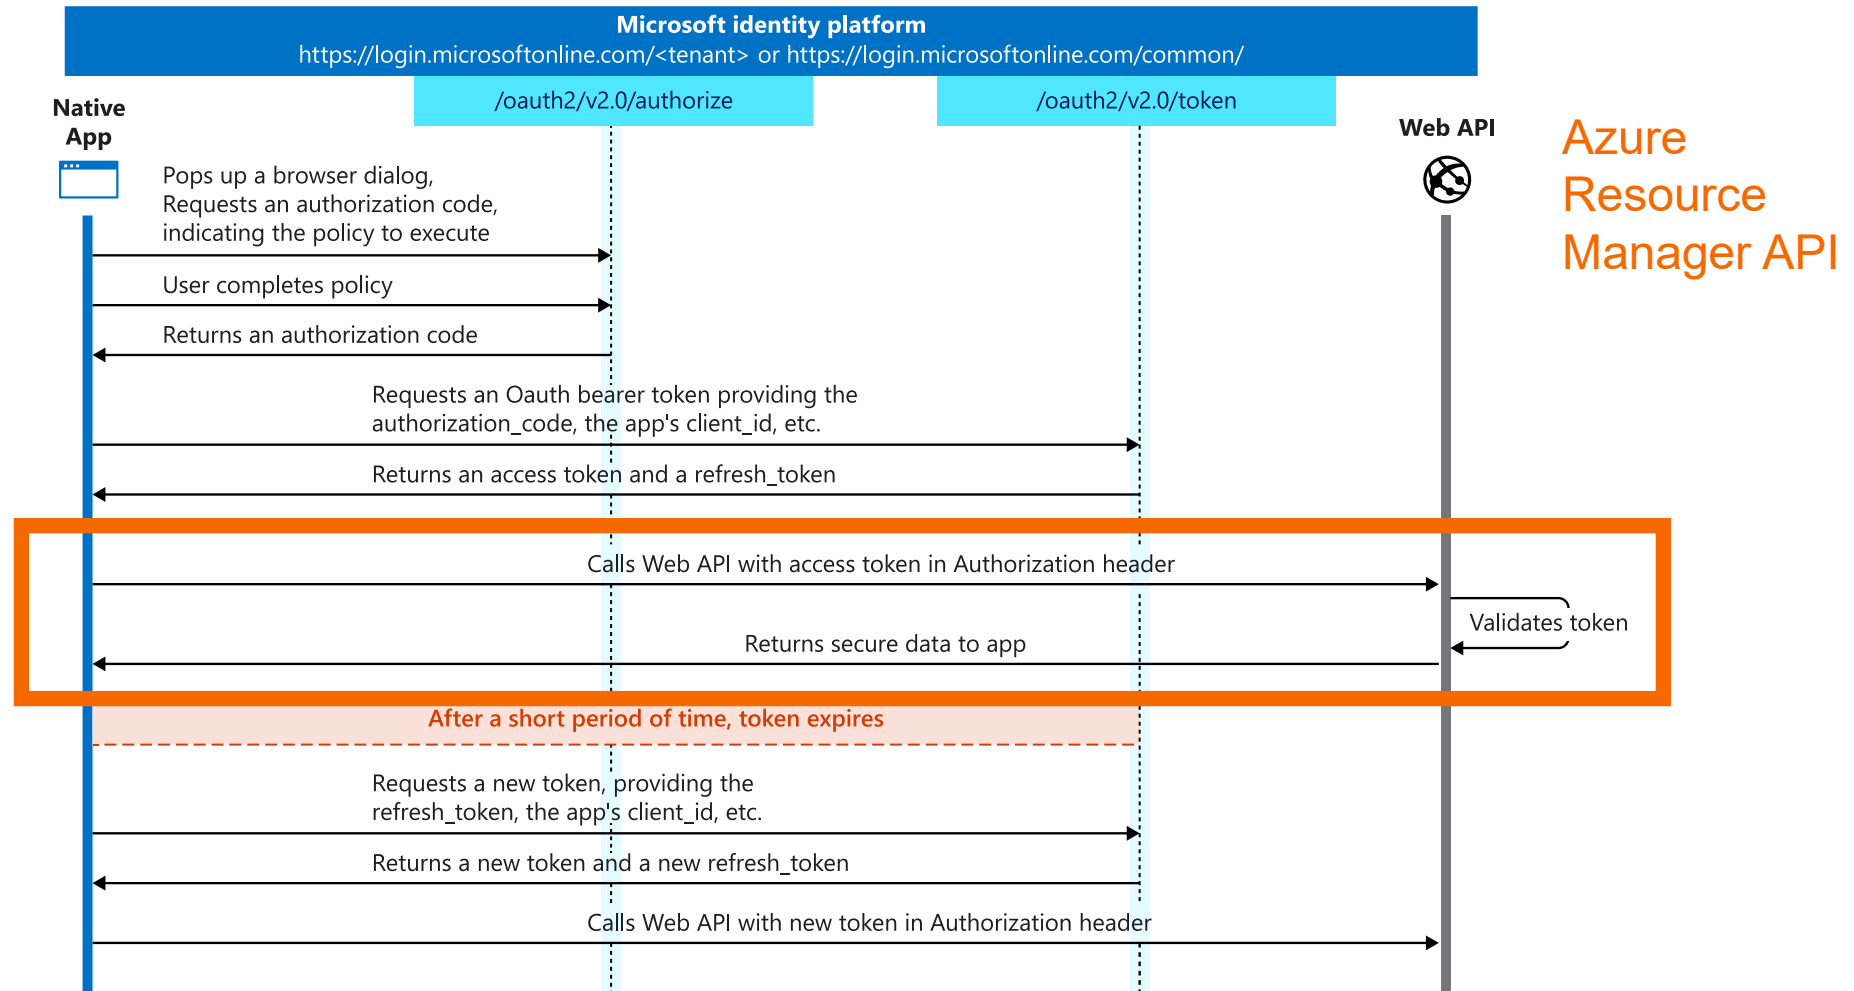 Microsoft identity platform
https://login.microsoftonline.com/<tenant> or https://login.microsoftonline.com/common/
/oauth2/v2.0/authorize
/oauth2/v2.0/token
Native
App
Web API
Azure
Resource
Manager API
Pops up a browser dialog,
Requests an authorization code,
indicating the policy to execute
User completes policy
Returns an authorization code
Requests an Oauth bearer token providing the
authorization_code, the app's client_id, etc.
Returns an access token and a refresh_token
Calls Web API with access token in Authorization header
Validates token
Returns secure data to app
After a short period of time, token expires
Requests a new token, providing the
refresh_token, the app's client_id, etc.
Returns a new token and a new refresh_token
Calls Web API with new token in Authorization header